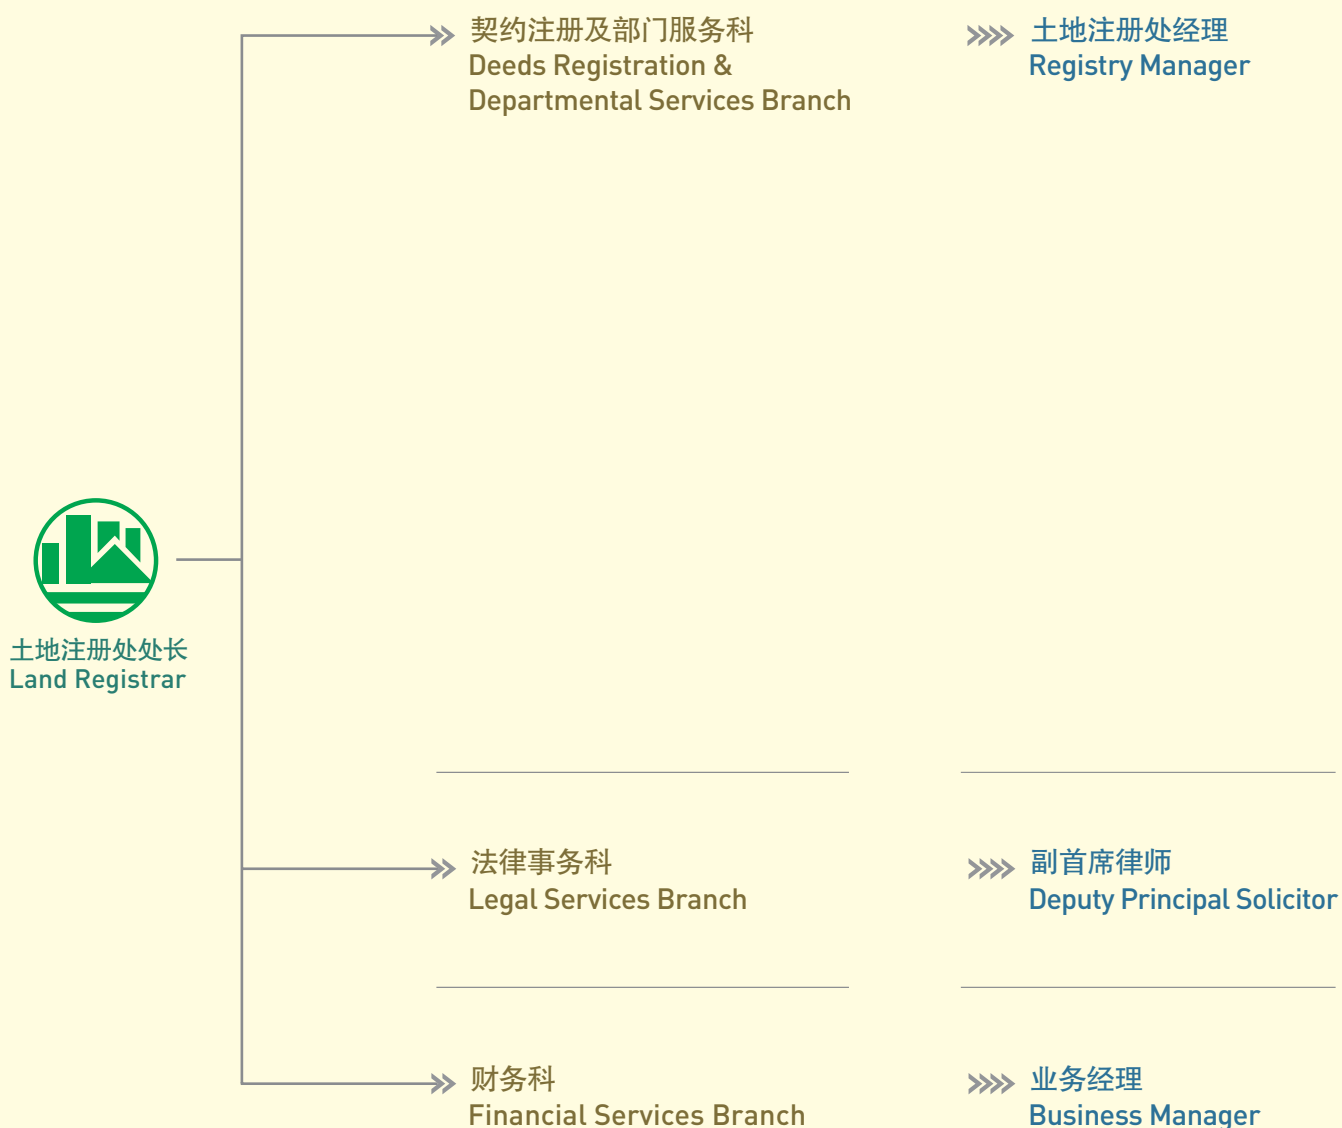 契约注册及部门服务科
Deeds Registration &
Departmental Services Branch
土地注册处经理
Registry Manager
土地注册处处长
Land Registrar
法律事务科
Legal Services Branch
副首席律师
Deputy Principal Solicitor
财务科
Financial Services Branch
业务经理
Business Manager